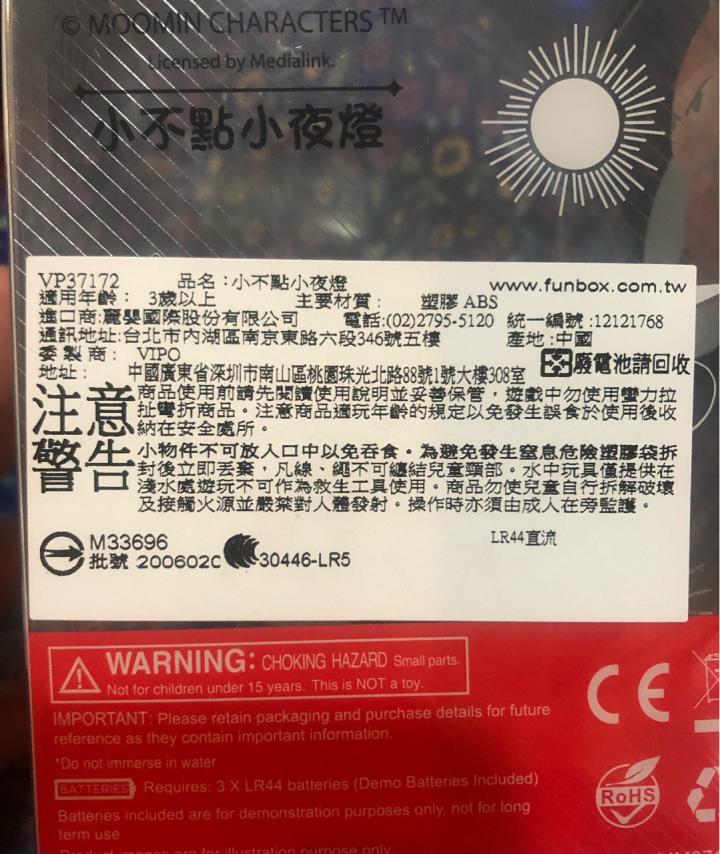 © MOOMIN CHARACTERS ™
Licensed by Medialink.
小不點小夜燈
VP37172 品名：小不點小夜燈 www.funbox.com.tw
適用年齡： 3歲以上 主要材質： 塑膠 ABS
進口商:麗嬰國際股份有限公司 電話:(02)2795-5120 統一編號:12121768
通訊地址:台北市內湖區南京東路六段346號五樓 產地:中國
委製商： VIPO 廢電池請回收
地址： 中國廣東省深圳市南山區桃園珠光北路88號1號大樓308室
注意
警告
商品使用前請先閱讀使用說明並妥善保管，遊戲中勿使用蠻力拉
扯彎折商品。注意商品適玩年齡的規定以免發生誤食於使用後收
納在安全處所。
小物件不可放入口中以免吞食。為避免發生窒息危險塑膠袋拆
封後立即丟棄，凡線、繩不可纏結兒童頸部。水中玩具僅提供在
淺水處遊玩不可作為救生工具使用。商品勿使兒童自行拆解破壞
及接觸火源並嚴禁對人體發射。操作時亦須由成人在旁監護。
M33696 LR44直流
批號 200602C 30446-LR5
WARNING: CHOKING HAZARD Small parts.
Not for children under 15 years. This is NOT a toy.
CE
IMPORTANT: Please retain packaging and purchase details for future
reference as they contain important information.
*Do not immerse in water
BATTERIES Requires: 3 X LR44 batteries (Demo Batteries Included)
RoHS
Batteries included are for demonstration purposes only, not for long
term use
Product images are for illustration purpose only